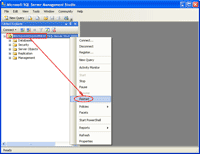 Microsoft SQL Server Management Studio
File Edit View Tools Window Community Help
New Query
Object Explorer
Connect
Databases
Security
Server Objects
Replication
Management
Connect...
Disconnect
Register...
New Query
Activity Monitor
Start
Stop
Pause
Resume
Restart
Policies
Facets
Start PowerShell
Reports
Refresh
Properties
Ready